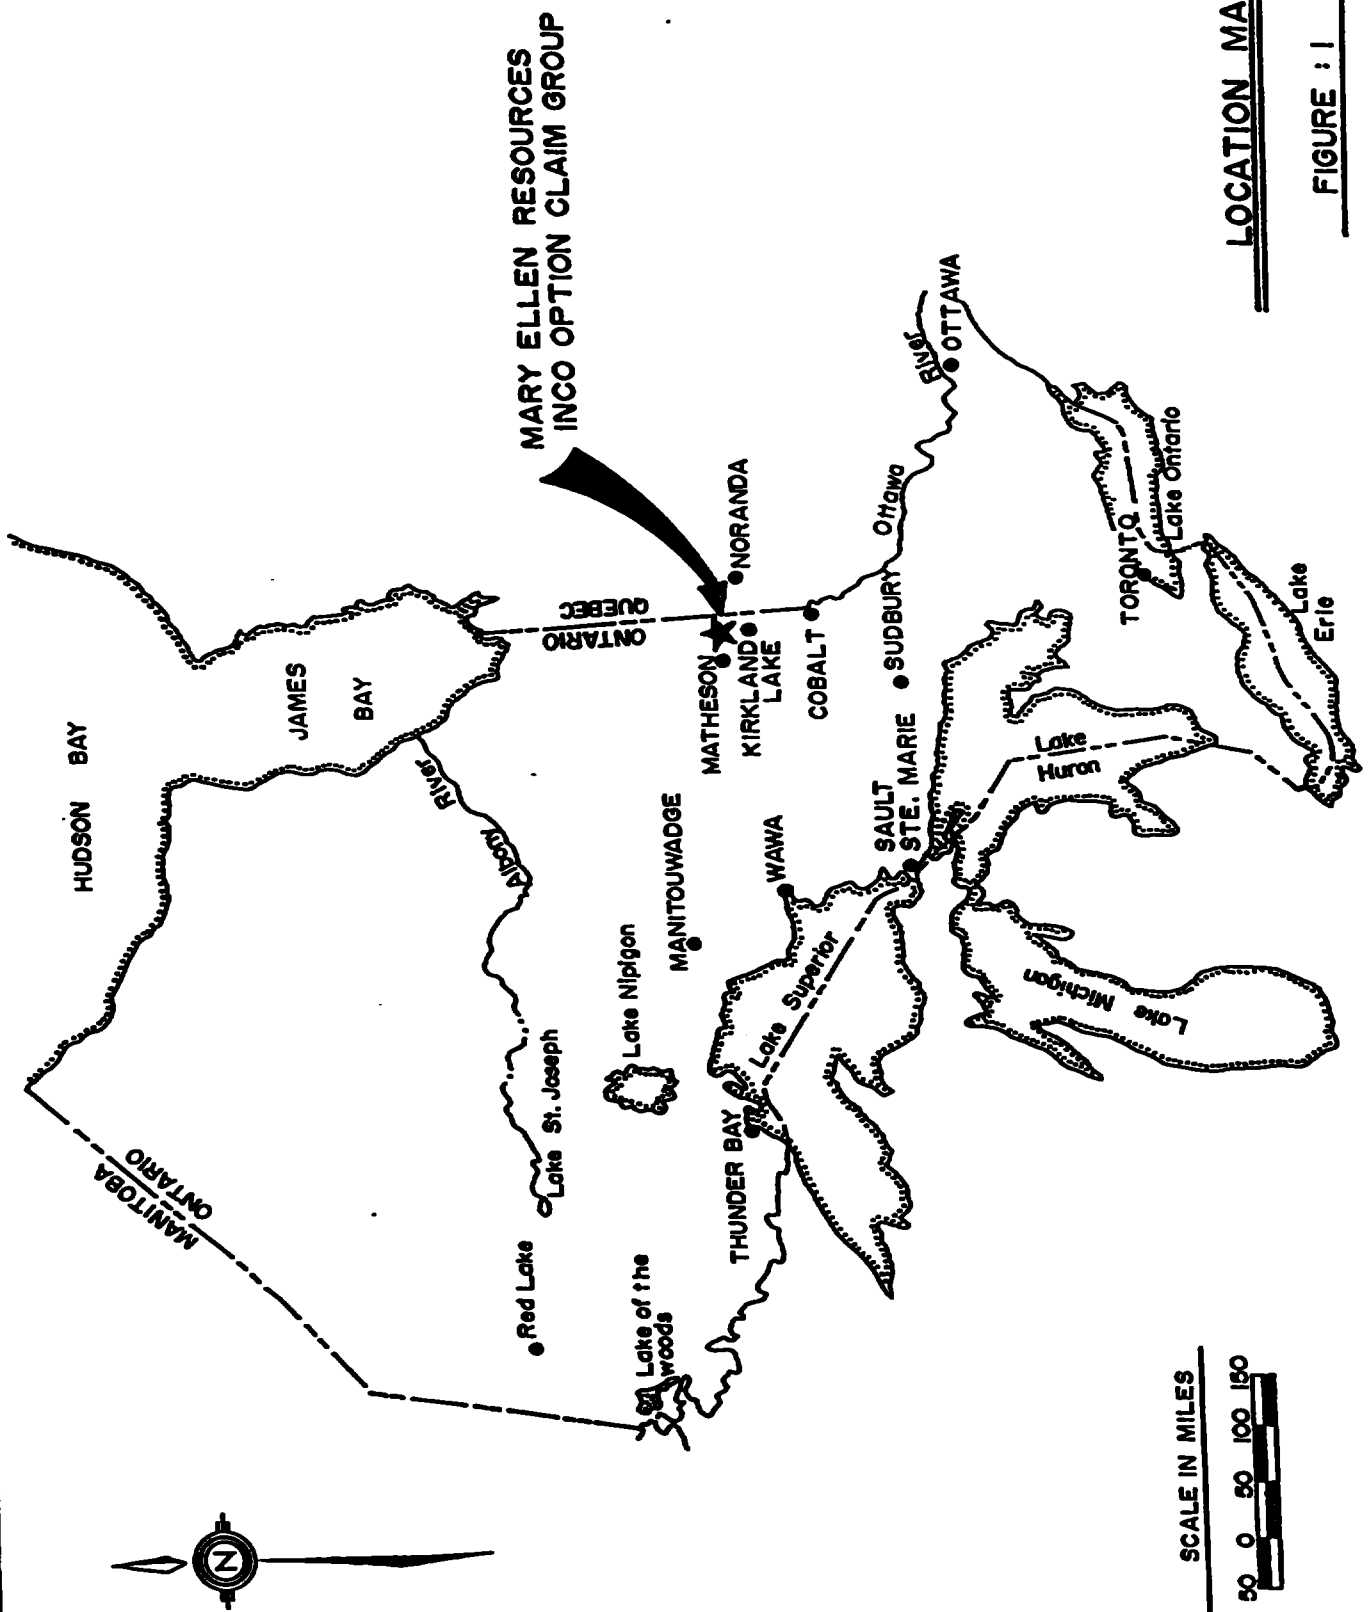 MARY ELLEN RESOURCES
INCO OPTION CLAIM GROUP
HUDSON BAY
JAMES
BAY
MANITOBA
ONTARIO
River
Albany
ONTARIO
QUEBEC
Red Lake
Lake St. Joseph
Lake Nipigon
Lake of the
woods
MANITOUWADGE
MATHESON
KIRKLAND
LAKE
NORANDA
THUNDER BAY
WAWA
COBALT
Lake Superior
SAULT
STE. MARIE
SUDBURY
Ottawa
River
OTTAWA
Lake
Huron
Lake
Michigan
TORONTO
Lake Ontario
Lake
Erie
N
SCALE IN MILES
50 0 50 100 150
LOCATION MA
FIGURE : 1